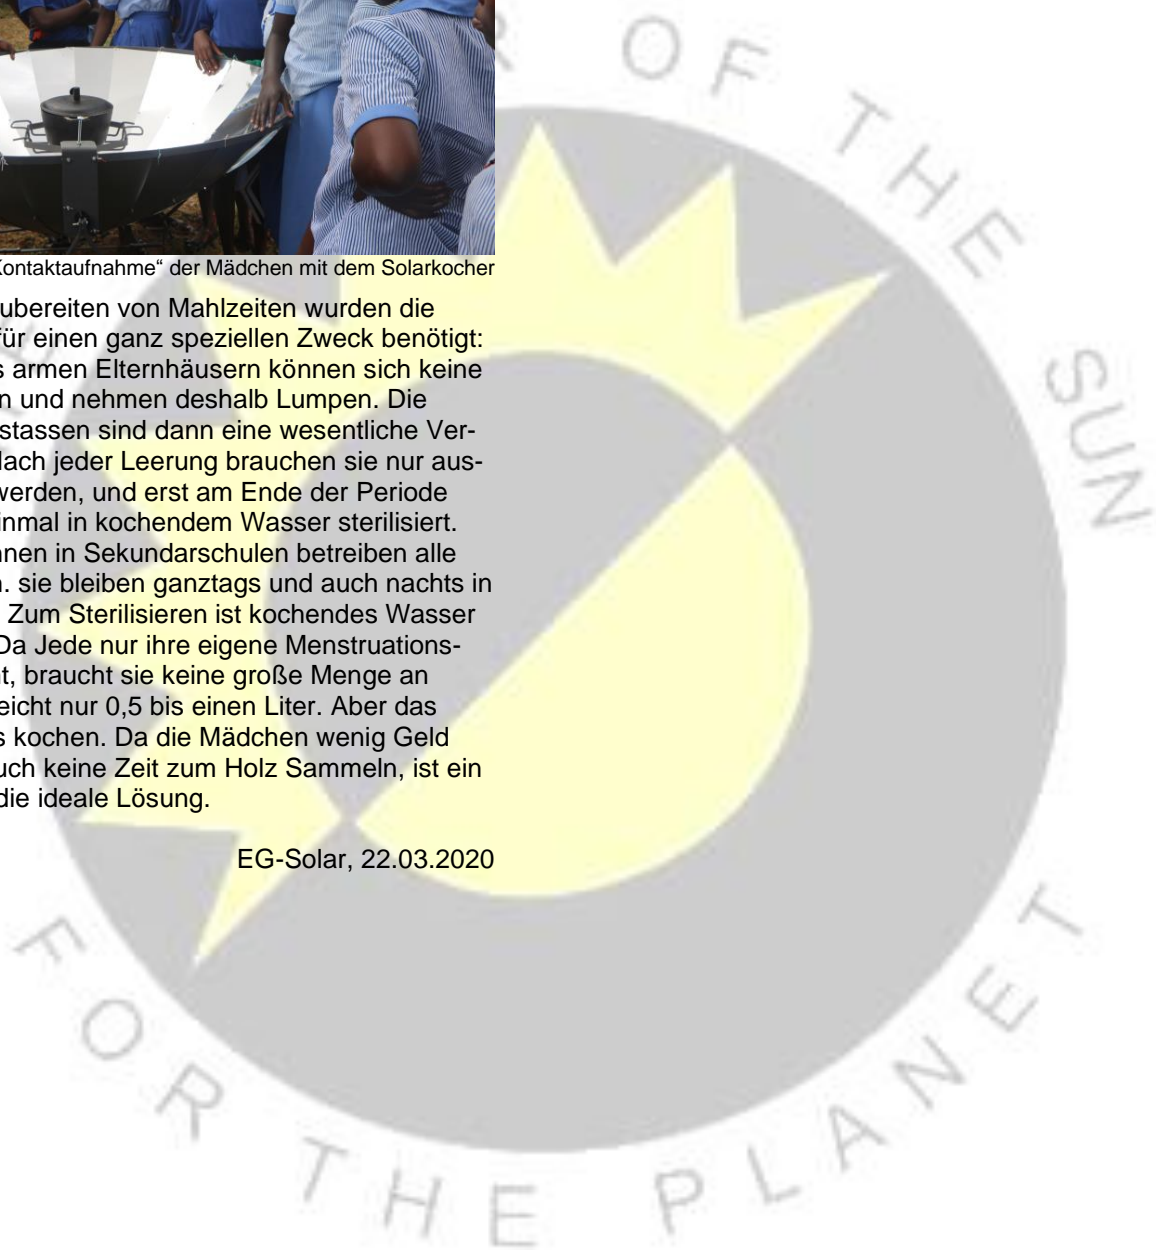 Kontaktaufnahme“ der Mädchen mit dem Solarkocher
ubereiten von Mahlzeiten wurden die
für einen ganz speziellen Zweck benötigt:
s armen Elternhäusern können sich keine
n und nehmen deshalb Lumpen. Die
stassen sind dann eine wesentliche Ver-
Nach jeder Leerung brauchen sie nur aus-
werden, und erst am Ende der Periode
inmal in kochendem Wasser sterilisiert.
nnen in Sekundarschulen betreiben alle
. sie bleiben ganztags und auch nachts in
Zum Sterilisieren ist kochendes Wasser
Da Jede nur ihre eigene Menstruations-
t, braucht sie keine große Menge an
eicht nur 0,5 bis einen Liter. Aber das
s kochen. Da die Mädchen wenig Geld
uch keine Zeit zum Holz Sammeln, ist ein
die ideale Lösung.
EG-Solar, 22.03.2020
OF THE SUN
FOR THE PLANET